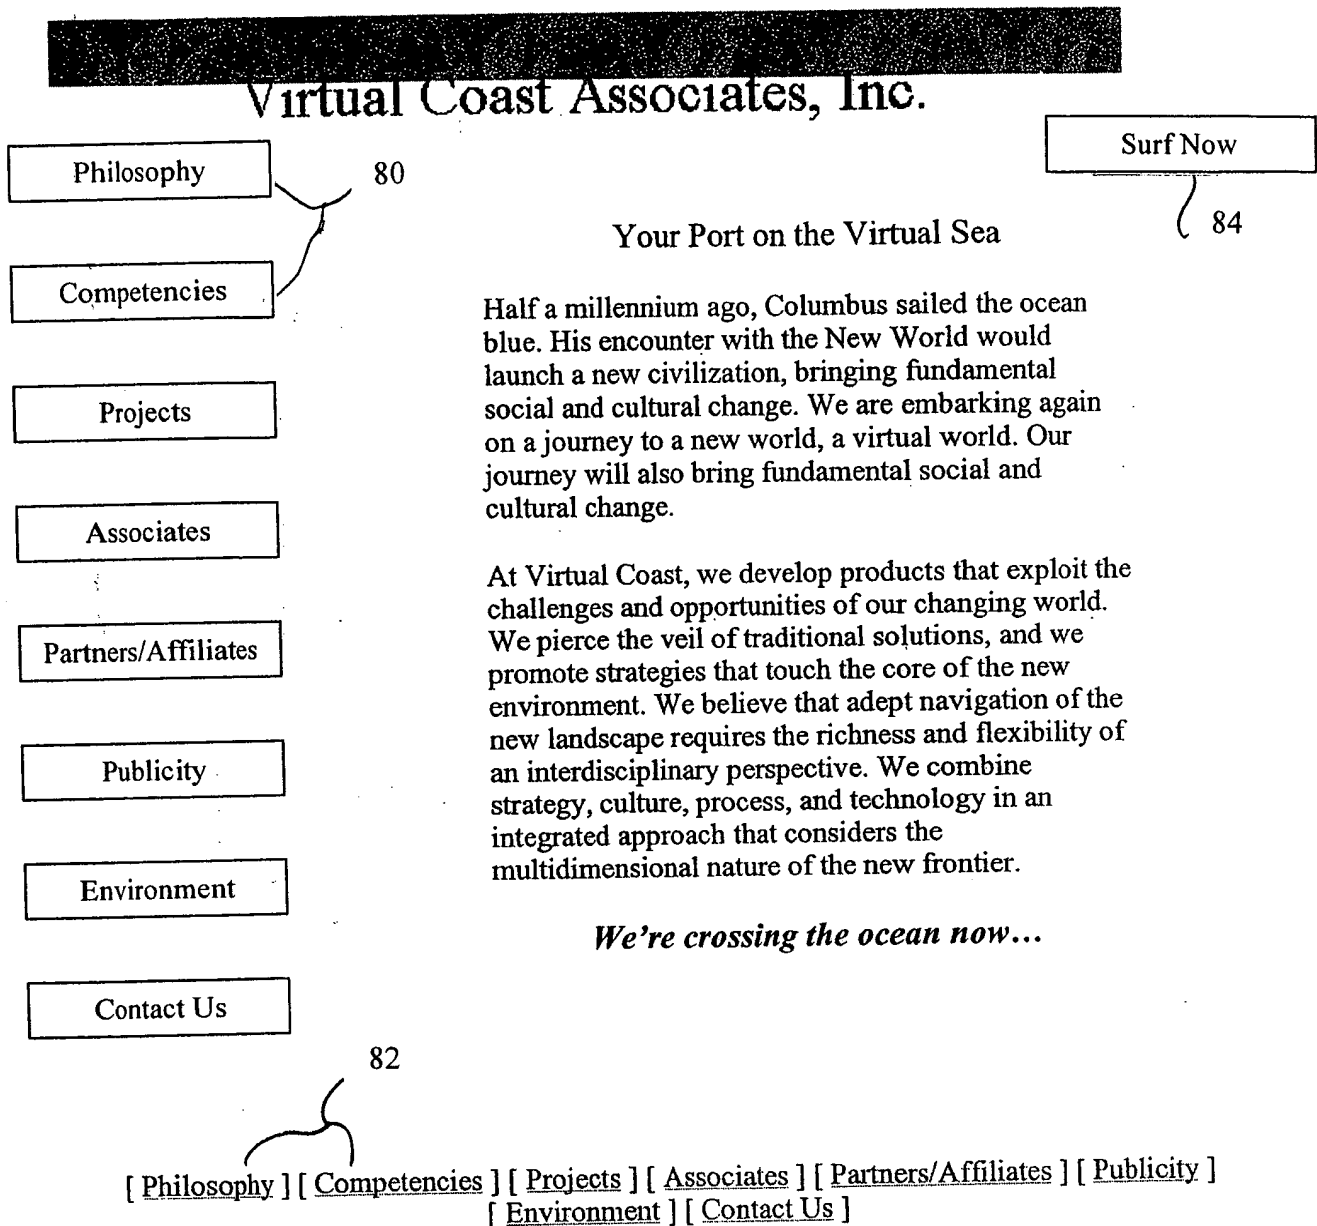 Virtual Coast Associates, Inc.
Surf Now
Philosophy
80
84
Your Port on the Virtual Sea
Competencies
Half a millennium ago, Columbus sailed the ocean
blue. His encounter with the New World would
launch a new civilization, bringing fundamental
social and cultural change. We are embarking again
on a journey to a new world, a virtual world. Our
journey will also bring fundamental social and
cultural change.
Projects
Associates
Partners/Affiliates
Publicity
Environment
Contact Us
At Virtual Coast, we develop products that exploit the
challenges and opportunities of our changing world.
We pierce the veil of traditional solutions, and we
promote strategies that touch the core of the new
environment. We believe that adept navigation of the
new landscape requires the richness and flexibility of
an interdisciplinary perspective. We combine
strategy, culture, process, and technology in an
integrated approach that considers the
multidimensional nature of the new frontier.
We're crossing the ocean now...
82
[ Philosophy ] [ Competencies ] [ Projects ] [ Associates ] [ Partners/Affiliates ] [ Publicity ]
[ Environment ] [ Contact Us ]